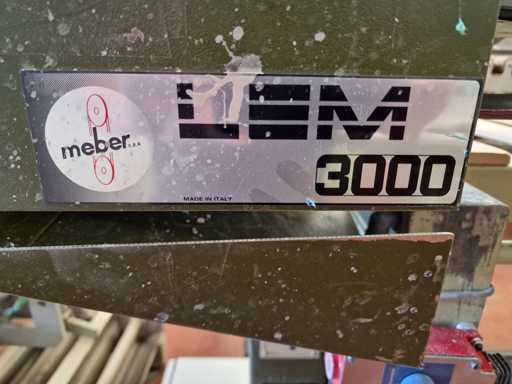 LEM
meber S.P.A.
3000
MADE IN ITALY